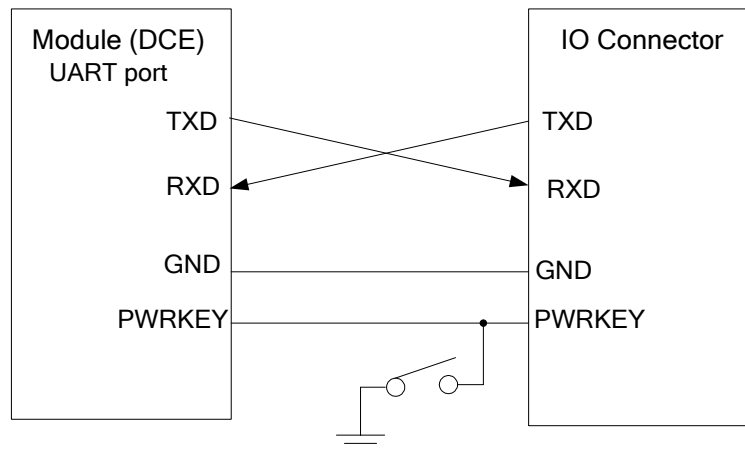 Module (DCE)
UART port
TXD
RXD
GND
PWRKEY
IO Connector
TXD
RXD
GND
PWRKEY